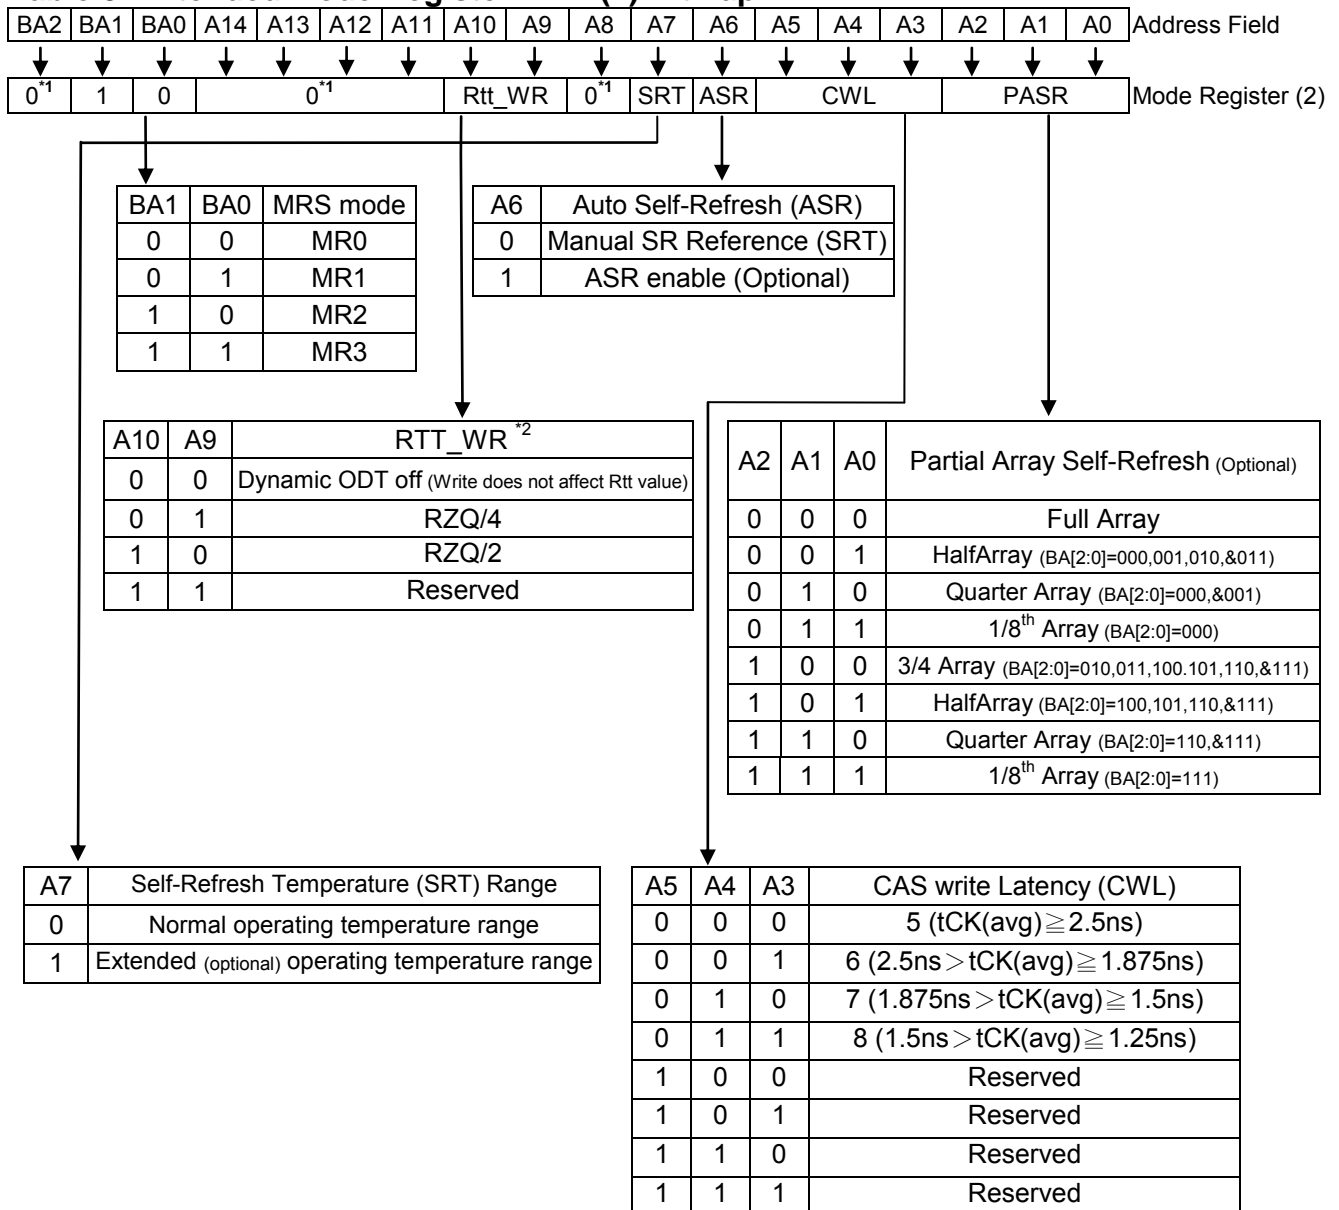 BA2 BA1 BA0 A14 A13 A12 A11 A10 A9 A8 A7 A6 A5 A4 A3 A2 A1 A0 Address Field
0*1 1 0 0*1 Rtt_WR 0*1 SRT ASR CWL PASR Mode Register (2)
BA1 BA0 MRS mode
0 0 MR0
0 1 MR1
1 0 MR2
1 1 MR3
A6 Auto Self-Refresh (ASR)
0 Manual SR Reference (SRT)
1 ASR enable (Optional)
A10 A9 RTT_WR *2
0 0 Dynamic ODT off (Write does not affect Rtt value)
0 1 RZQ/4
1 0 RZQ/2
1 1 Reserved
A2 A1 A0 Partial Array Self-Refresh (Optional)
0 0 0 Full Array
0 0 1 HalfArray (BA[2:0]=000,001,010,&011)
0 1 0 Quarter Array (BA[2:0]=000,&001)
0 1 1 1/8th Array (BA[2:0]=000)
1 0 0 3/4 Array (BA[2:0]=010,011,100.101,110,&111)
1 0 1 HalfArray (BA[2:0]=100,101,110,&111)
1 1 0 Quarter Array (BA[2:0]=110,&111)
1 1 1 1/8th Array (BA[2:0]=111)
A7 Self-Refresh Temperature (SRT) Range
0 Normal operating temperature range
1 Extended (optional) operating temperature range
A5 A4 A3 CAS write Latency (CWL)
0 0 0 5 (tCK(avg)≧2.5ns)
0 0 1 6 (2.5ns>tCK(avg)≧1.875ns)
0 1 0 7 (1.875ns>tCK(avg)≧1.5ns)
0 1 1 8 (1.5ns>tCK(avg)≧1.25ns)
1 0 0 Reserved
1 0 1 Reserved
1 1 0 Reserved
1 1 1 Reserved